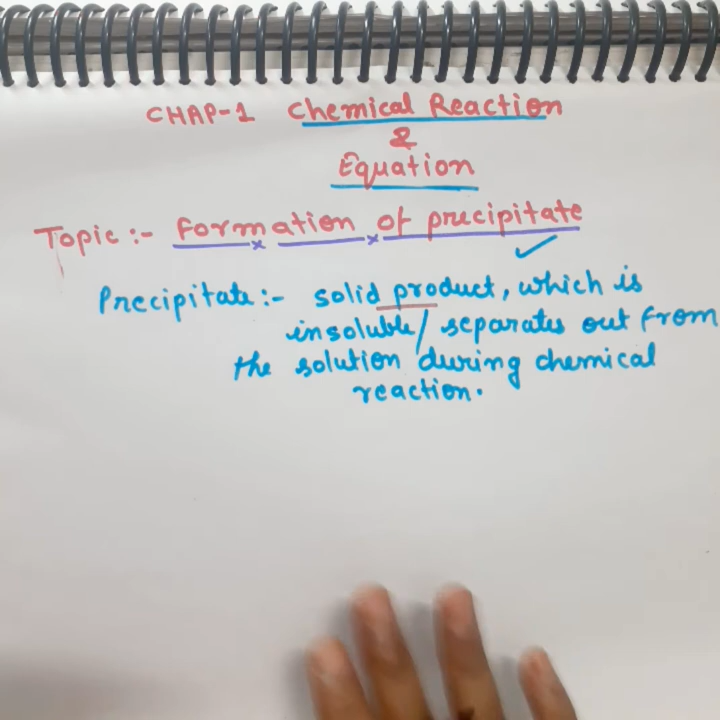 CHAP-1 Chemical Reaction
&
Equation
Topic:- Formation of precipitate
Precipitate:- solid product, which is
insoluble/ separates out from
the solution during chemical
reaction.